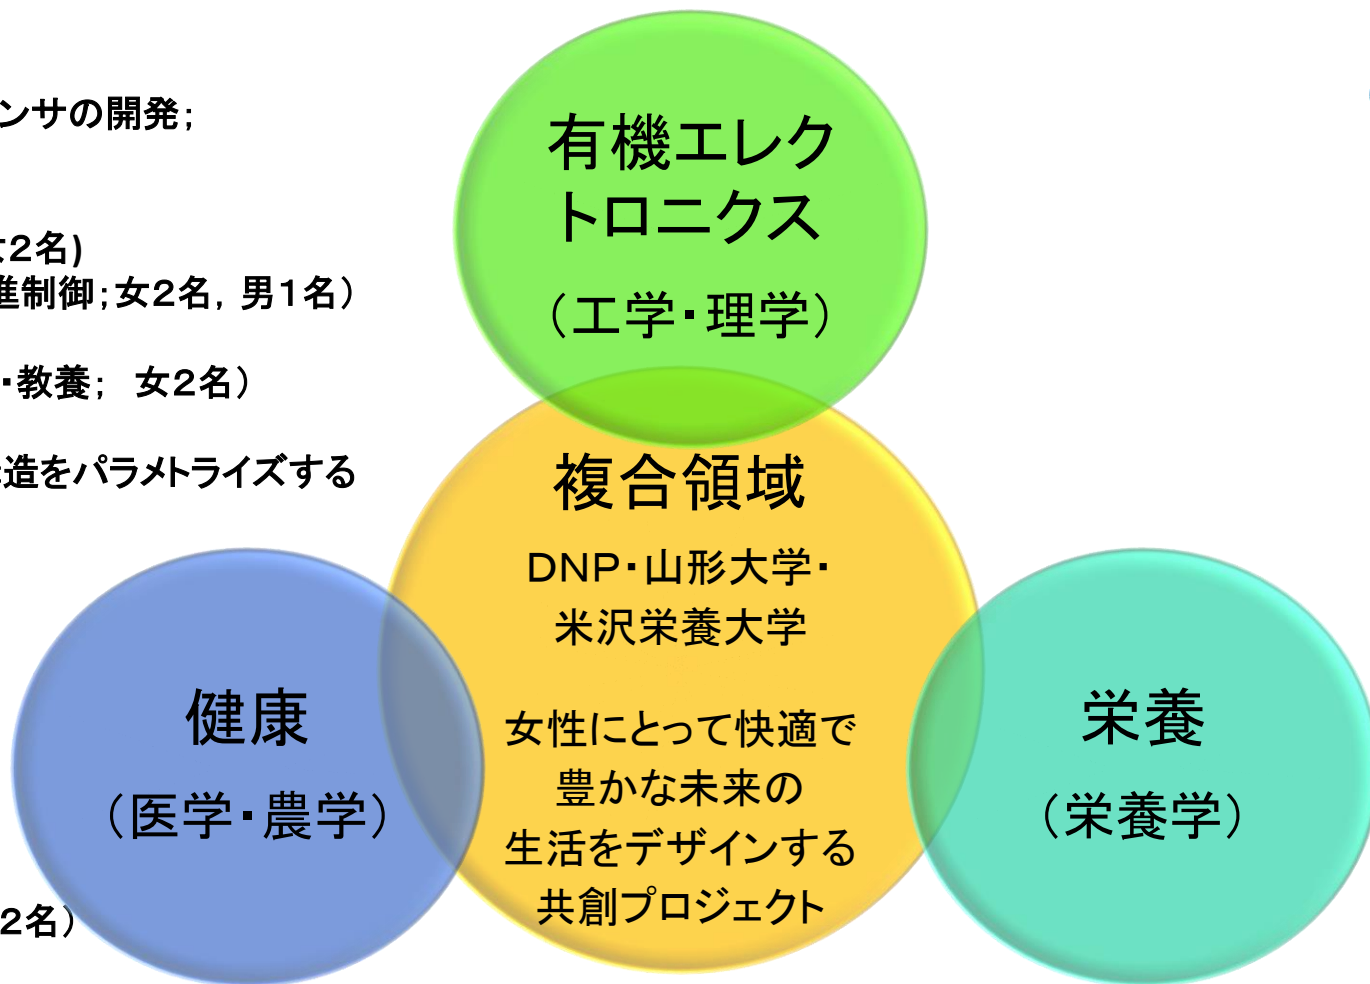 ンサの開発；
女２名)
進制御；女２名，男１名）
・教養；　女２名）
造をパラメトライズする
２名）
有機エレク
トロニクス
（工学・理学）
複合領域
DNP・山形大学・
米沢栄養大学
女性にとって快適で
豊かな未来の
生活をデザインする
共創プロジェクト
健康
（医学・農学）
栄養
（栄養学）